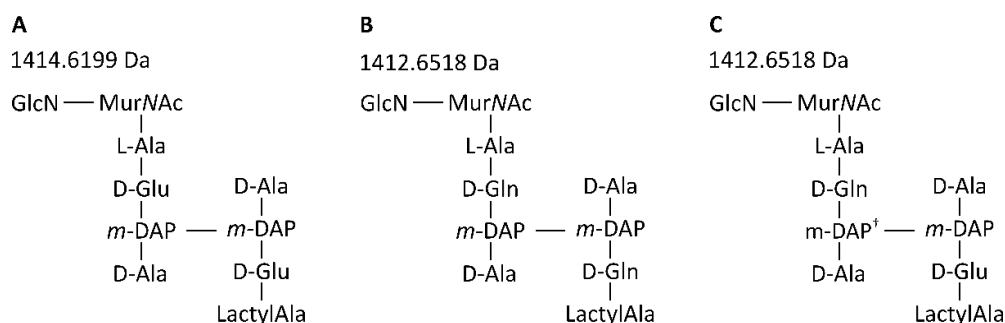 A B C
1414.6199 Da 1412.6518 Da 1412.6518 Da
GlcN — MurNAc GlcN — MurNAc GlcN — MurNAc
L-Ala L-Ala L-Ala
D-Glu D-Ala D-Gln D-Ala D-Gln D-Ala
m-DAP — m-DAP m-DAP — m-DAP m-DAP† — m-DAP
D-Ala D-Glu D-Ala D-Gln D-Ala D-Glu
LactylAla LactylAla LactylAla